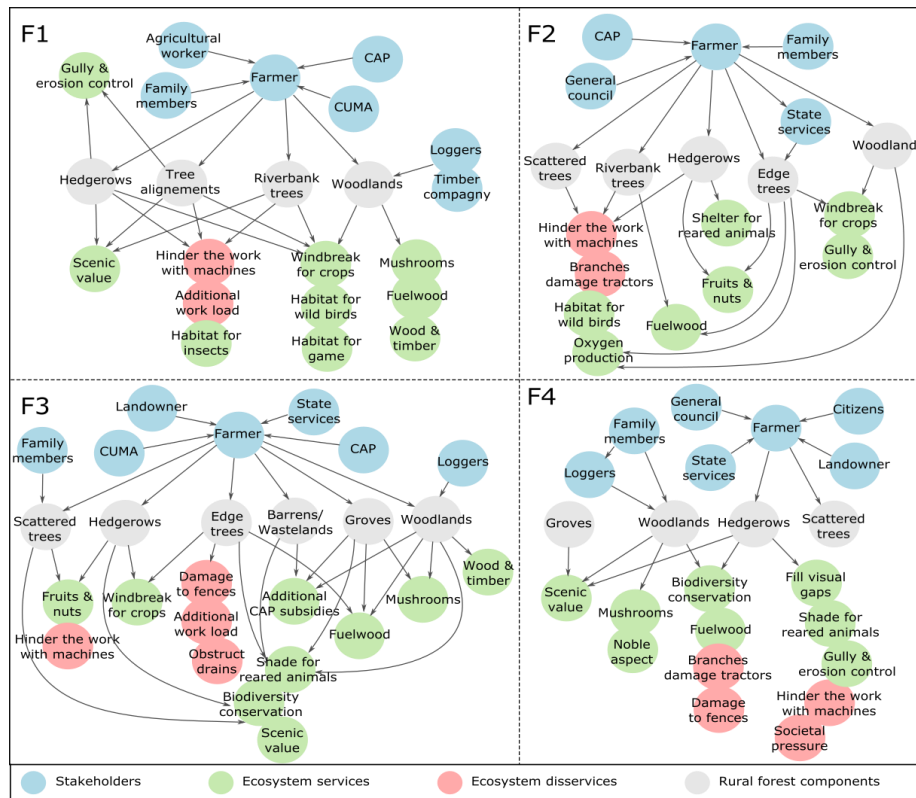 F1
Agricultural
worker
CAP
Gully &
erosion control
Farmer
Family
members
CUMA
Loggers
Timber
compagny
Hedgerows
Tree
alignements
Riverbank
trees
Woodlands
Scenic
value
Hinder the work
with machines
Additional
work load
Habitat for
insects
Windbreak
for crops
Habitat for
wild birds
Habitat for
game
Mushrooms
Fuelwood
Wood &
timber
F2
CAP
Farmer
Family
members
General
council
State
services
Scattered
trees
Riverbank
trees
Hedgerows
Edge
trees
Woodland
Hinder the work
with machines
Branches
damage tractors
Habitat for
wild birds
Oxygen
production
Shelter for
reared animals
Fruits &
nuts
Fuelwood
Windbreak
for crops
Gully &
erosion control
F3
Landowner
State
services
Farmer
Family
members
CUMA
CAP
Loggers
Scattered
trees
Hedgerows
Edge
trees
Barrens/
Wastelands
Groves
Woodlands
Fruits &
nuts
Hinder the work
with machines
Windbreak
for crops
Damage
to fences
Additional
work load
Obstruct
drains
Additional
CAP subsidies
Fuelwood
Mushrooms
Wood &
timber
Shade for
reared animals
Biodiversity
conservation
Scenic
value
F4
General
council
Citizens
Family
members
Farmer
Loggers
State
services
Landowner
Groves
Woodlands
Hedgerows
Scattered
trees
Scenic
value
Mushrooms
Noble
aspect
Biodiversity
conservation
Fuelwood
Branches
damage tractors
Damage
to fences
Fill visual
gaps
Shade for
reared animals
Gully &
erosion control
Hinder the work
with machines
Societal
pressure
Stakeholders
Ecosystem services
Ecosystem disservices
Rural forest components